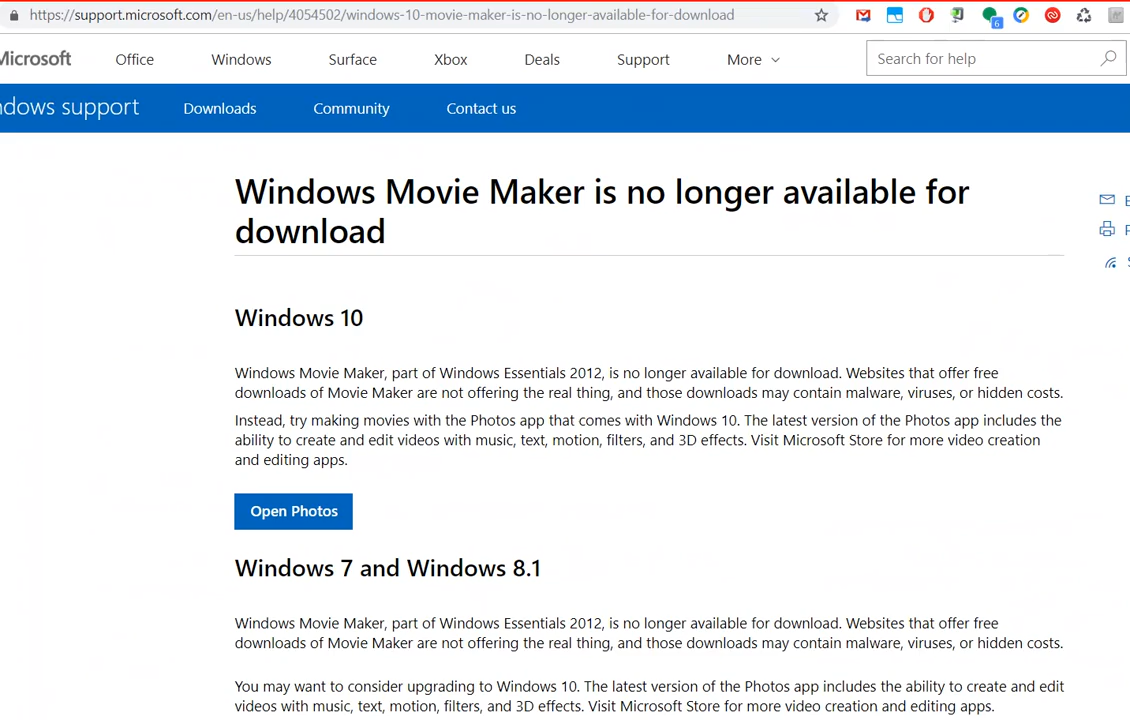 https://support.microsoft.com/en-us/help/4054502/windows-10-movie-maker-is-no-longer-available-for-download
6
Microsoft Office Windows Surface Xbox Deals Support More Search for help
ndows support Downloads Community Contact us
Windows Movie Maker is no longer available for
download
Windows 10
Windows Movie Maker, part of Windows Essentials 2012, is no longer available for download. Websites that offer free
downloads of Movie Maker are not offering the real thing, and those downloads may contain malware, viruses, or hidden costs.
Instead, try making movies with the Photos app that comes with Windows 10. The latest version of the Photos app includes the
ability to create and edit videos with music, text, motion, filters, and 3D effects. Visit Microsoft Store for more video creation
and editing apps.
Open Photos
Windows 7 and Windows 8.1
Windows Movie Maker, part of Windows Essentials 2012, is no longer available for download. Websites that offer free
downloads of Movie Maker are not offering the real thing, and those downloads may contain malware, viruses, or hidden costs.
You may want to consider upgrading to Windows 10. The latest version of the Photos app includes the ability to create and edit
videos with music, text, motion, filters, and 3D effects. Visit Microsoft Store for more video creation and editing apps.